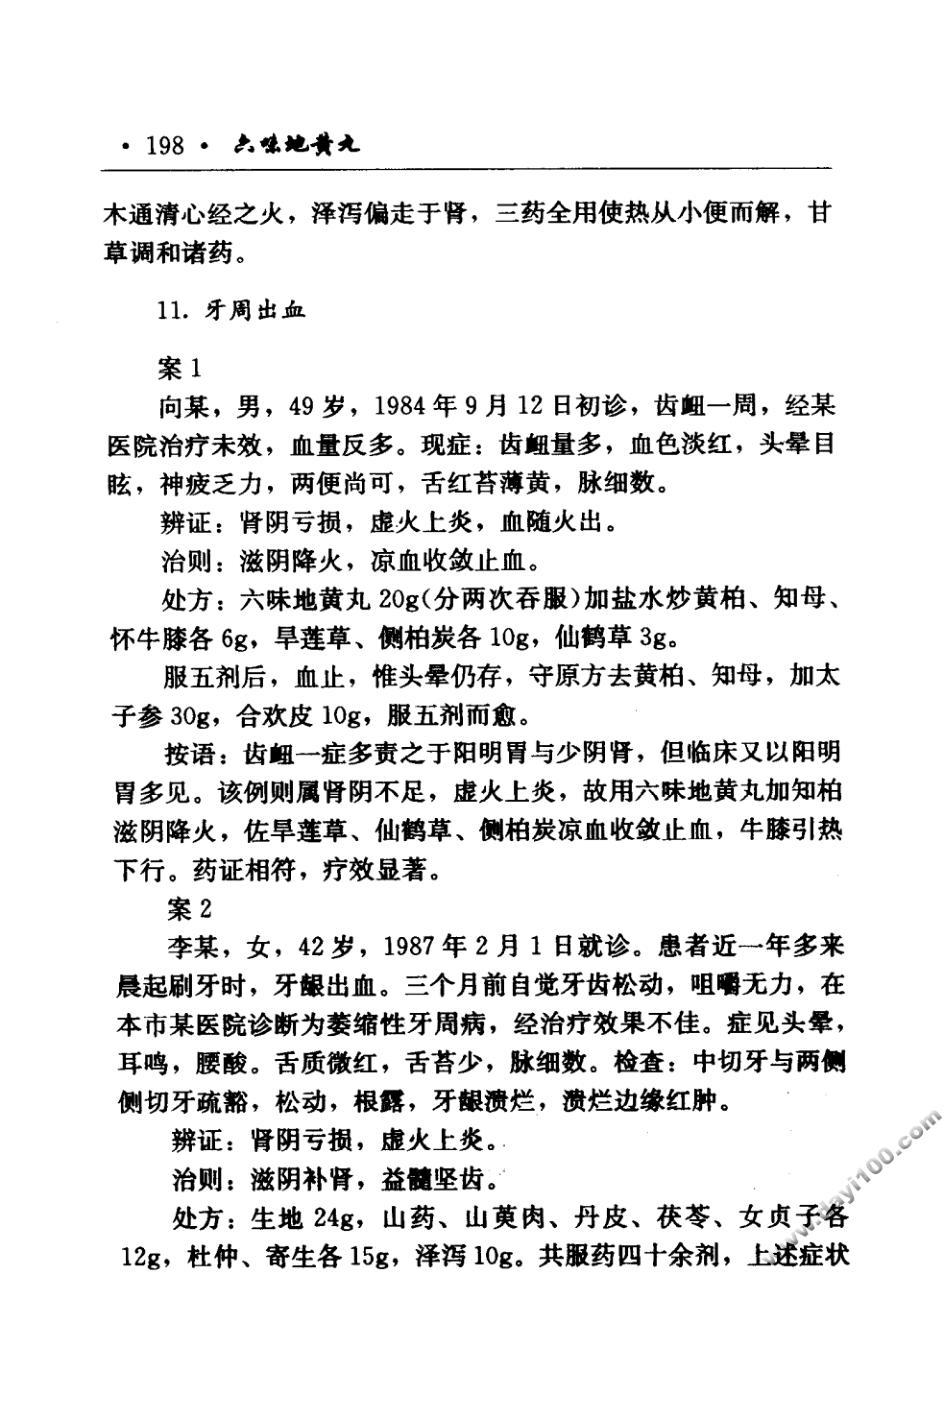 · 198 · 六味地黄丸
木通清心经之火，泽泻偏走于肾，三药全用使热从小便而解，甘
草调和诸药。
11. 牙周出血
案 1
向某，男，49 岁，1984 年 9 月 12 日初诊，齿衄一周，经某
医院治疗未效，血量反多。现症：齿衄量多，血色淡红，头晕目
眩，神疲乏力，两便尚可，舌红苔薄黄，脉细数。
辨证：肾阴亏损，虚火上炎，血随火出。
治则：滋阴降火，凉血收敛止血。
处方：六味地黄丸 20g(分两次吞服)加盐水炒黄柏、知母、
怀牛膝各 6g，旱莲草、侧柏炭各 10g，仙鹤草 3g。
服五剂后，血止，惟头晕仍存，守原方去黄柏、知母，加太
子参 30g，合欢皮 10g，服五剂而愈。
按语：齿衄一症多责之于阳明胃与少阴肾，但临床又以阳明
胃多见。该例则属肾阴不足，虚火上炎，故用六味地黄丸加知柏
滋阴降火，佐旱莲草、仙鹤草、侧柏炭凉血收敛止血，牛膝引热
下行。药证相符，疗效显著。
案 2
李某，女，42 岁，1987 年 2 月 1 日就诊。患者近一年多来
晨起刷牙时，牙龈出血。三个月前自觉牙齿松动，咀嚼无力，在
本市某医院诊断为萎缩性牙周病，经治疗效果不佳。症见头晕，
耳鸣，腰酸。舌质微红，舌苔少，脉细数。检查：中切牙与两侧
侧切牙疏豁，松动，根露，牙龈溃烂，溃烂边缘红肿。
辨证：肾阴亏损，虚火上炎。
治则：滋阴补肾，益髓坚齿。
处方：生地 24g，山药、山萸肉、丹皮、茯苓、女贞子各
12g，杜仲、寄生各 15g，泽泻 10g。共服药四十余剂，上述症状
www.dayi100.com